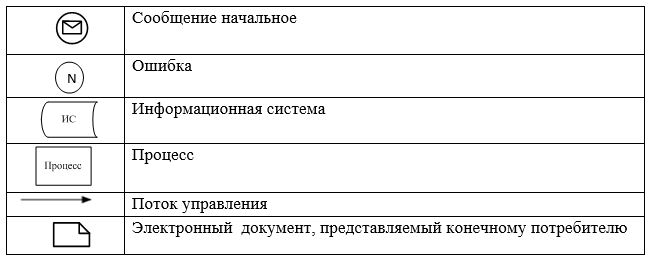 Сообщение начальное
N
Ошибка
ИС
Информационная система
Процесс
Процесс
Поток управления
Электронный документ, представляемый конечному потребителю